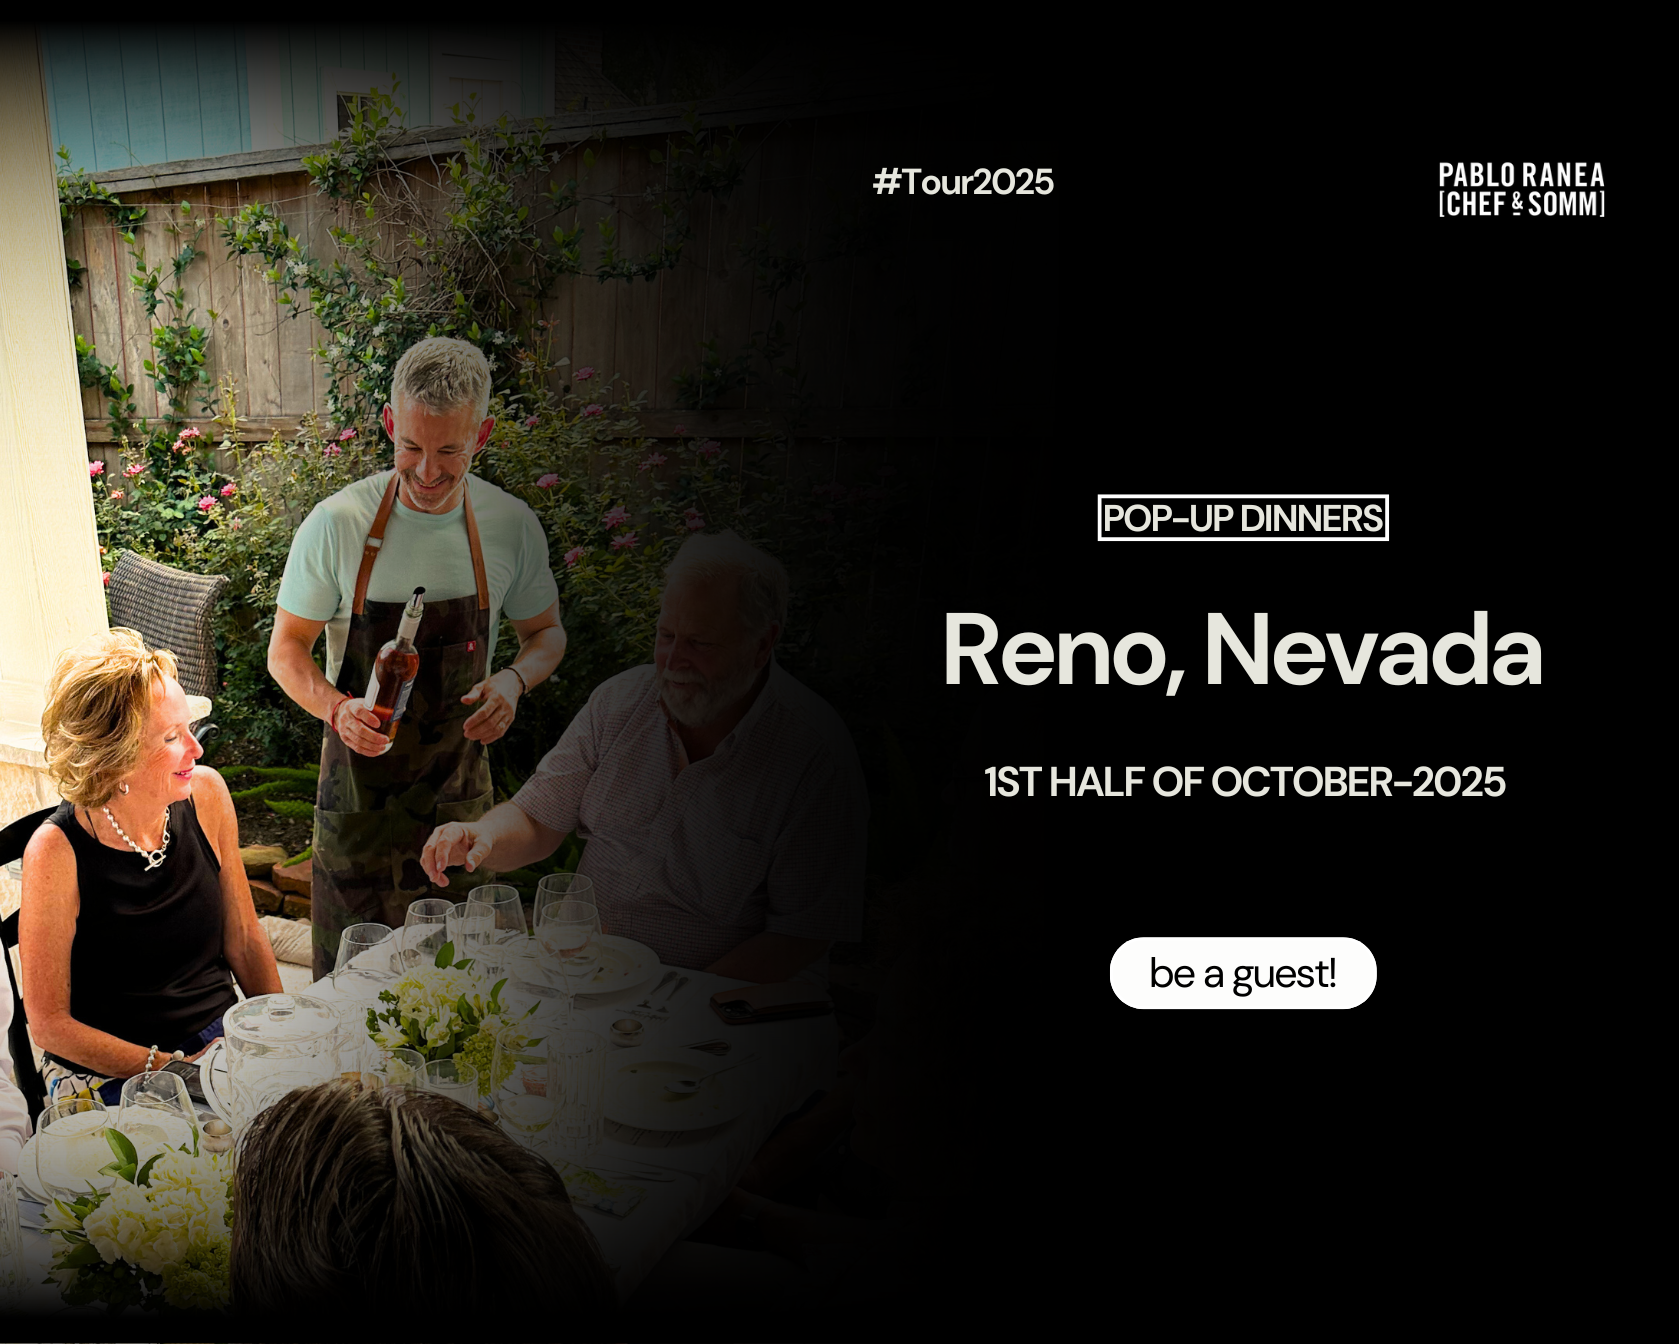 #Tour2025
PABLO RANEA
[CHEF & SOMM]
POP-UP DINNERS
Reno, Nevada
1ST HALF OF OCTOBER-2025
be a guest!